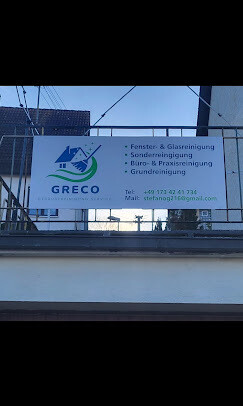 • Fenster- & Glasreinigung
• Sonderreinigung
• Büro- & Praxisreinigung
• Grundreinigung
GRECO
Tel: +49 173 42 41 734
Mail: stefanog210@gmail.com